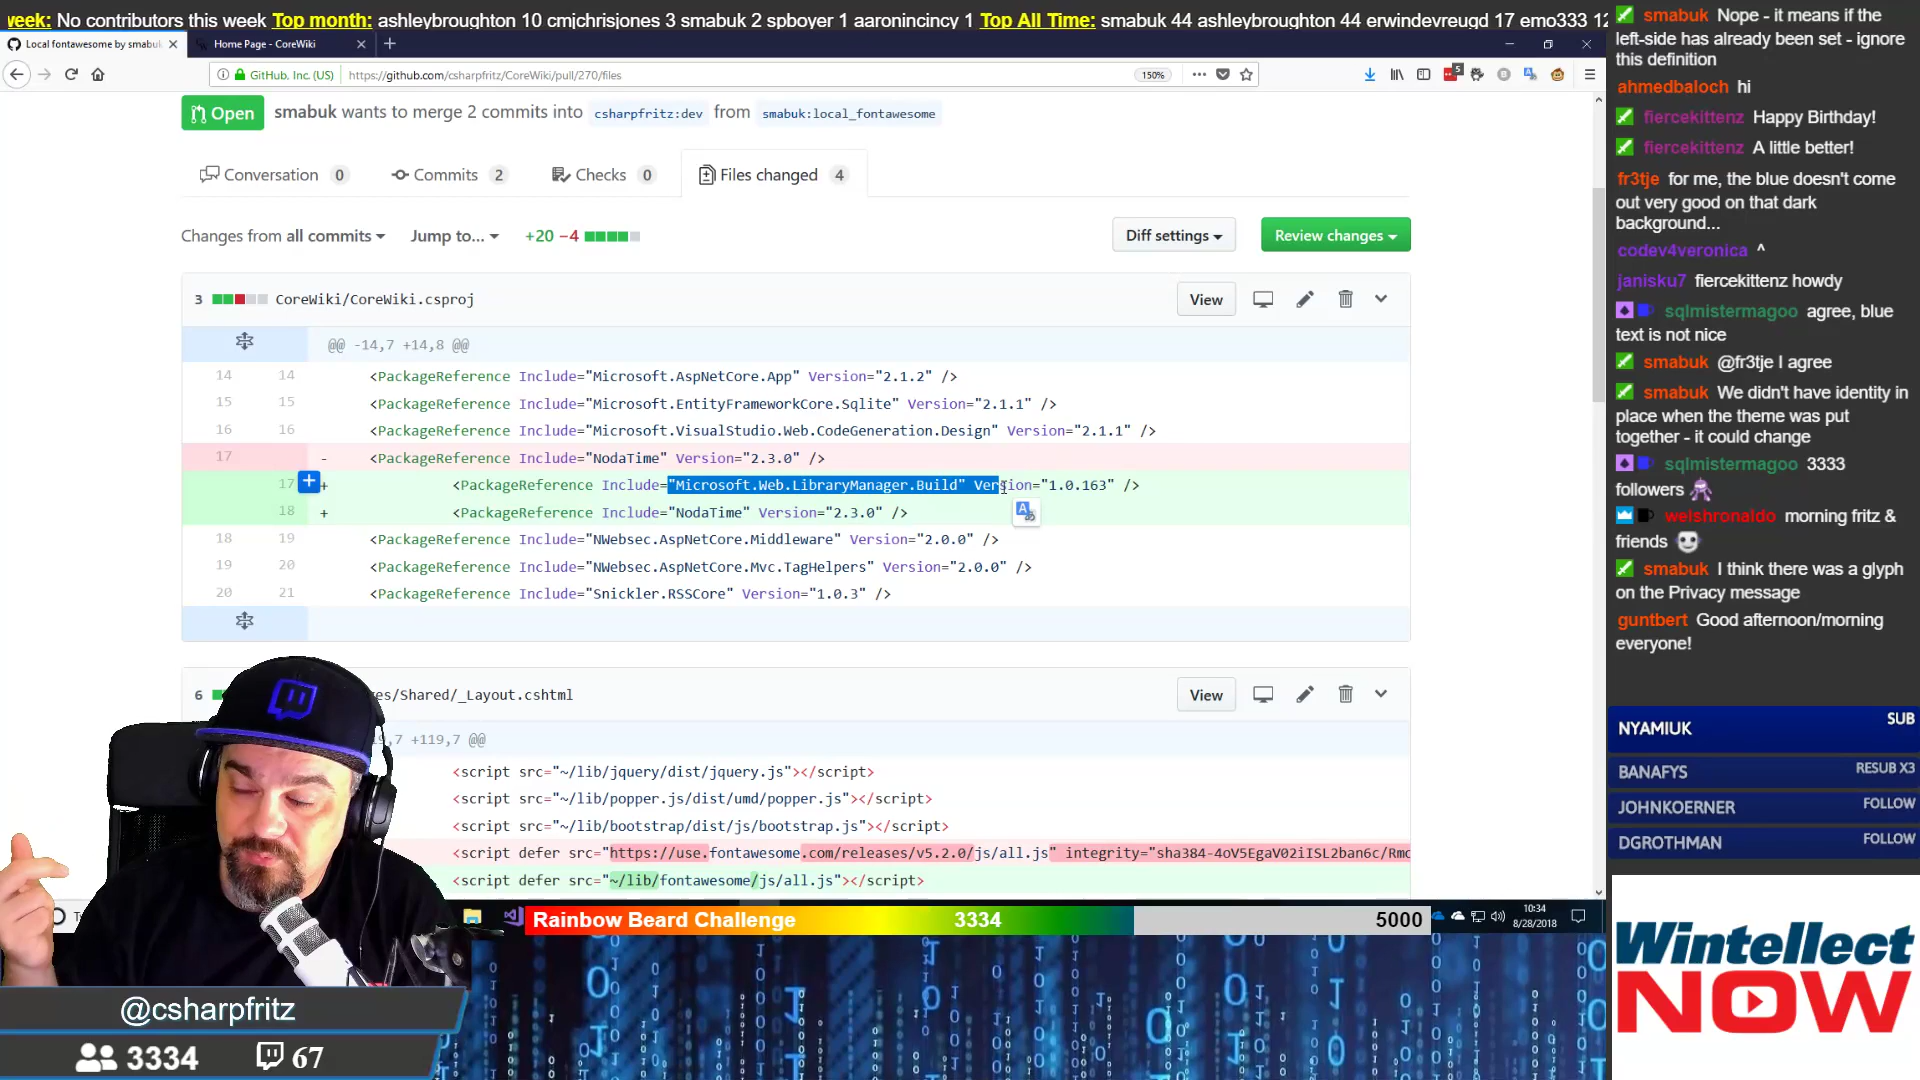 week: No contributors this week Top month: ashleybroughton 10 cmjchrisjones 3 smabuk 2 spboyer 1 aaronincincy 1 Top All Time: smabuk 44 ashleybroughton 44 erwindevreugd 17 emo333 12
Local fontawesome by smabuk
Home Page - CoreWiki
GitHub, Inc. (US) https://github.com/csharpfritz/CoreWiki/pull/270/files 150% 5
Open smabuk wants to merge 2 commits into csharpfritz:dev from smabuk:local_fontawesome
Conversation 0 Commits 2 Checks 0 Files changed 4
Changes from all commits Jump to... +20 −4 Diff settings Review changes
3 CoreWiki/CoreWiki.csproj View
@@ -14,7 +14,8 @@
14 14 <PackageReference Include="Microsoft.AspNetCore.App" Version="2.1.2" />
15 15 <PackageReference Include="Microsoft.EntityFrameworkCore.Sqlite" Version="2.1.1" />
16 16 <PackageReference Include="Microsoft.VisualStudio.Web.CodeGeneration.Design" Version="2.1.1" />
17 - <PackageReference Include="NodaTime" Version="2.3.0" />
17 + <PackageReference Include="Microsoft.Web.LibraryManager.Build" Version="1.0.163" />
18 + <PackageReference Include="NodaTime" Version="2.3.0" />
18 19 <PackageReference Include="NWebsec.AspNetCore.Middleware" Version="2.0.0" />
19 20 <PackageReference Include="NWebsec.AspNetCore.Mvc.TagHelpers" Version="2.0.0" />
20 21 <PackageReference Include="Snickler.RSSCore" Version="1.0.3" />
6 es/Shared/_Layout.cshtml View
19,7 +119,7 @@
<script src="~/lib/jquery/dist/jquery.js"></script>
<script src="~/lib/popper.js/dist/umd/popper.js"></script>
<script src="~/lib/bootstrap/dist/js/bootstrap.js"></script>
<script defer src="https://use.fontawesome.com/releases/v5.2.0/js/all.js" integrity="sha384-4oV5EgaV02iISL2ban6c/Rmc
<script defer src="~/lib/fontawesome/js/all.js"></script>
10:34
8/28/2018
Rainbow Beard Challenge 3334 5000
@csharpfritz
3334 67
smabuk Nope - it means if the
left-side has already been set - ignore
this definition
ahmedbaloch hi
fiercekittenz Happy Birthday!
fiercekittenz A little better!
fr3tje for me, the blue doesn't come
out very good on that dark
background...
codev4veronica ^
janisku7 fiercekittenz howdy
sqlmistermagoo agree, blue
text is not nice
smabuk @fr3tje I agree
smabuk We didn't have identity in
place when the theme was put
together - it could change
sqlmistermagoo 3333
followers
welshronaldo morning fritz &
friends
smabuk I think there was a glyph
on the Privacy message
guntbert Good afternoon/morning
everyone!
NYAMIUK SUB
BANAFYS RESUB X3
JOHNKOERNER FOLLOW
DGROTHMAN FOLLOW
Wintellect
NOW